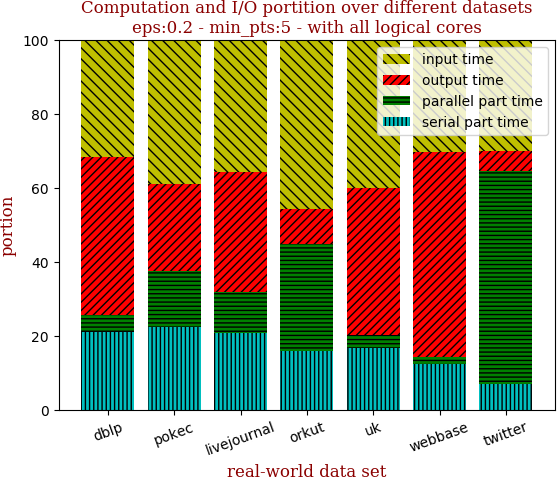 Computation and I/O portition over different datasets
eps:0.2 - min_pts:5 - with all logical cores
100
80
60
40
20
0
portion
input time
output time
parallel part time
serial part time
dblp
pokec
livejournal
orkut
uk
webbase
twitter
real-world data set